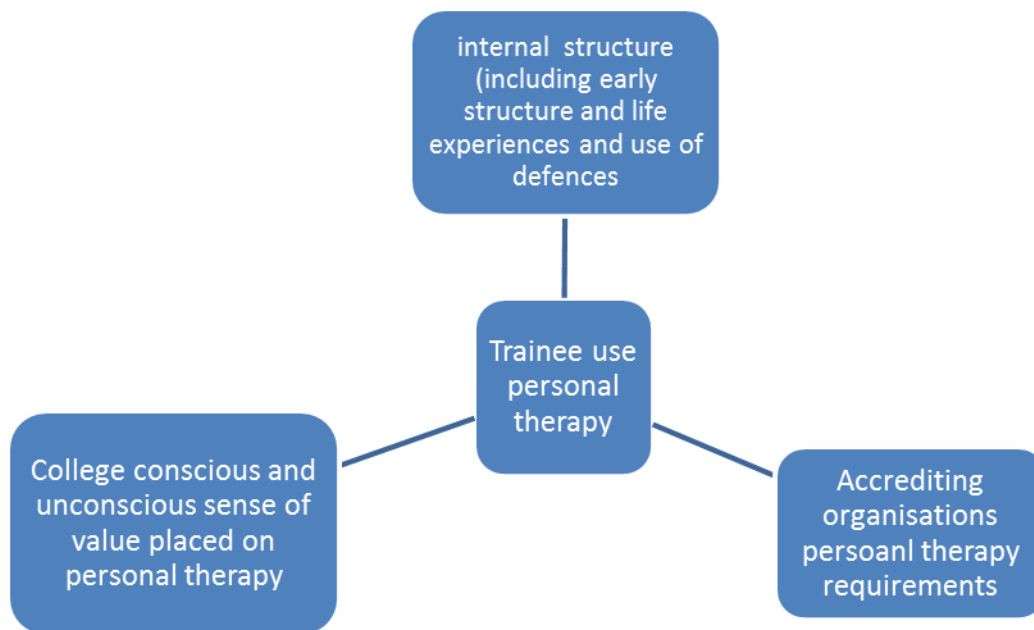 internal structure
(including early
structure and life
experiences and use of
defences
Trainee use
personal
therapy
College conscious and
unconscious sense of
value placed on
personal therapy
Accrediting
organisations
persoanl therapy
requirements